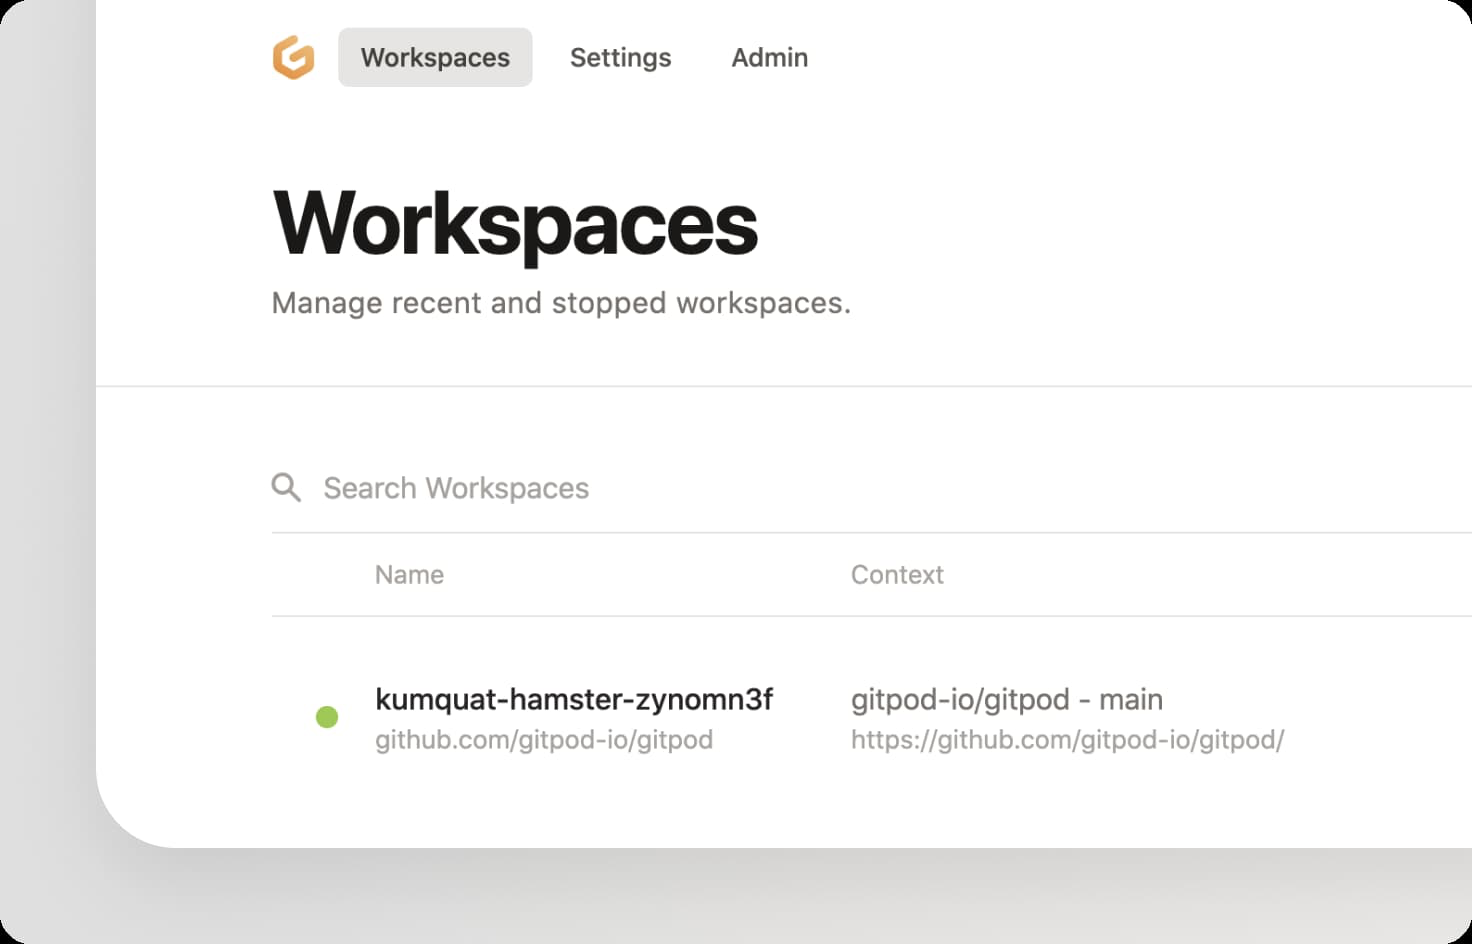 Workspaces Settings Admin
Workspaces
Manage recent and stopped workspaces.
Search Workspaces
Name Context
kumquat-hamster-zynomn3f gitpod-io/gitpod - main
github.com/gitpod-io/gitpod https://github.com/gitpod-io/gitpod/